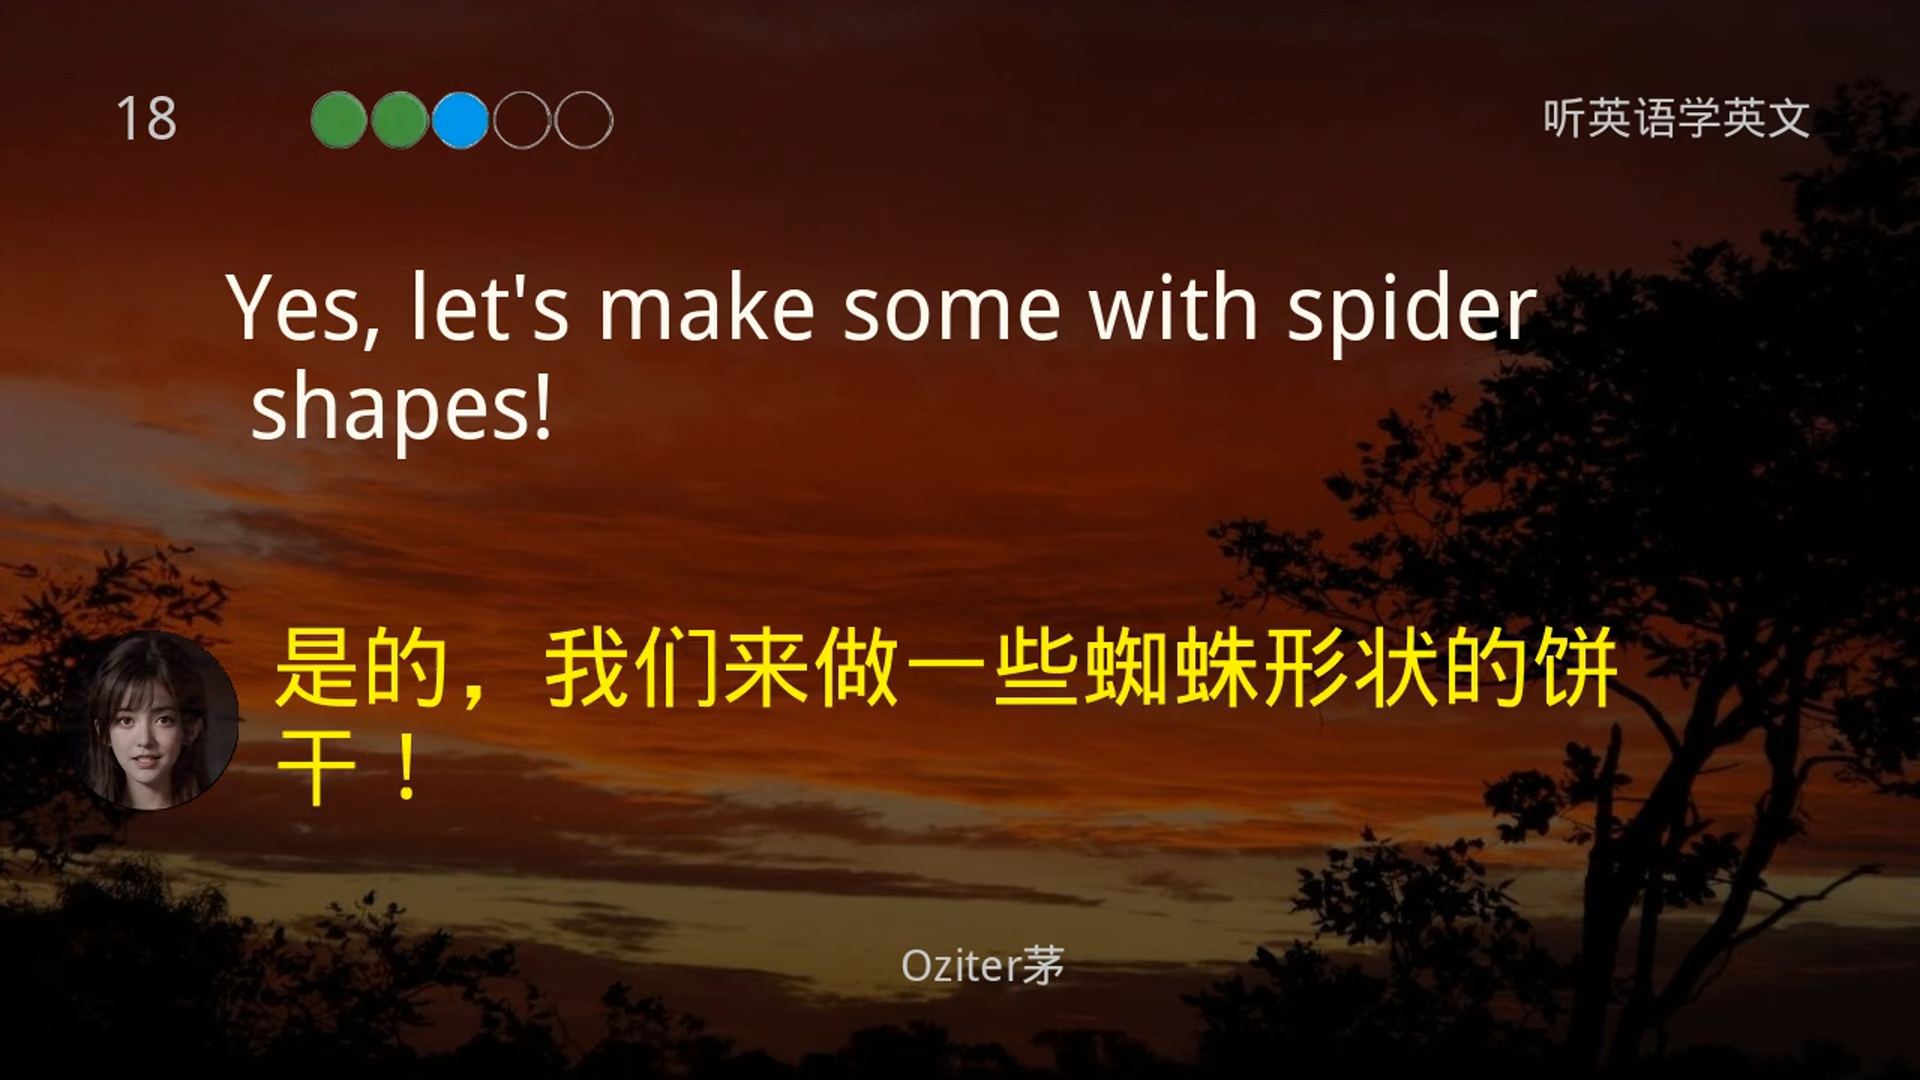 18
听英语学英文
Yes, let's make some with spider
shapes!
是的，我们来做一些蜘蛛形状的饼
干！
Oziter茅